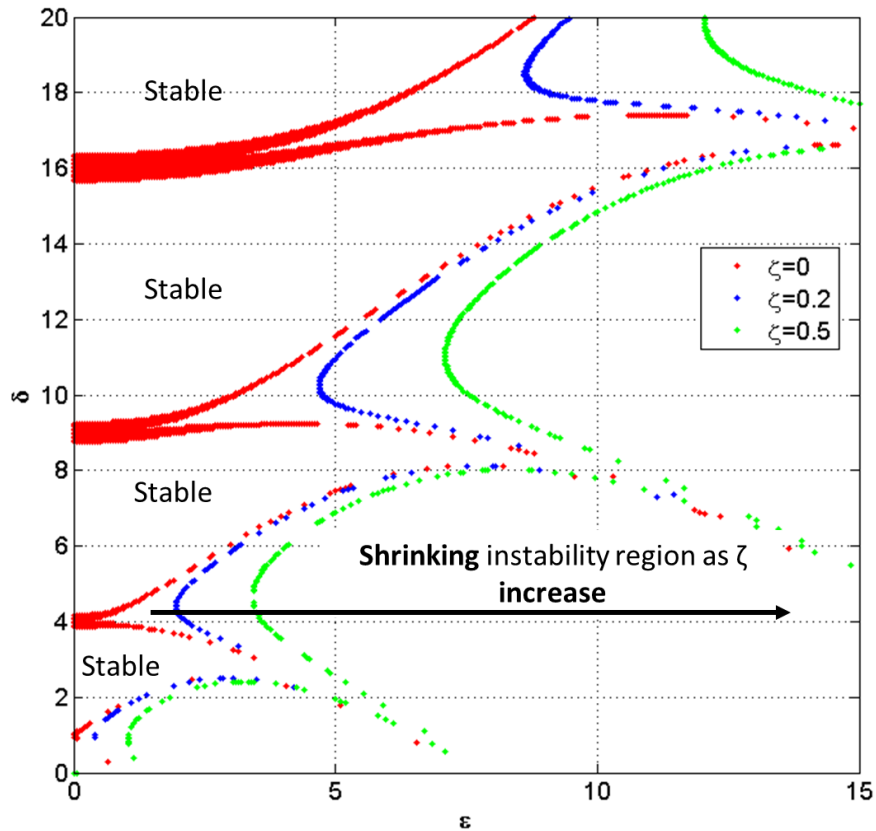 20
18
16
14
12
10
8
6
4
2
0
δ
Stable
Stable
Stable
Stable
ζ=0
ζ=0.2
ζ=0.5
Shrinking instability region as ζ
increase
0
5
10
15
ε